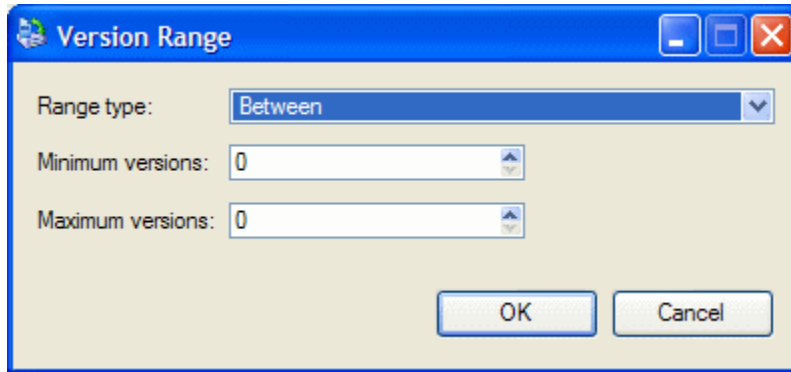 Version Range
Range type: Between
Minimum versions: 0
Maximum versions: 0
OK Cancel